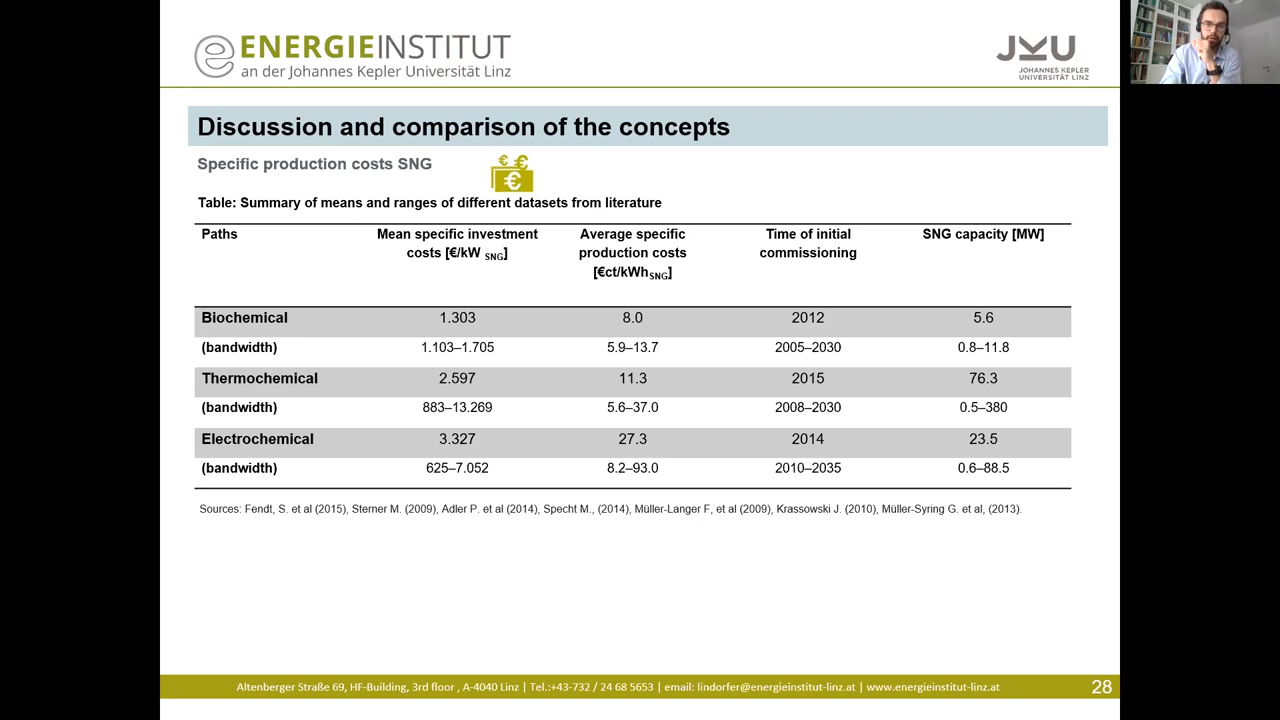 ENERGIEINSTITUT
an der Johannes Kepler Universität Linz
JKU
JOHANNES KEPLER
UNIVERSITÄT LINZ
Discussion and comparison of the concepts
Specific production costs SNG
€ €
€
Table: Summary of means and ranges of different datasets from literature
Paths Mean specific investment costs [€/kW SNG] Average specific production costs [€ct/kWhSNG] Time of initial commissioning SNG capacity [MW]
Biochemical 1.303 8.0 2012 5.6
(bandwidth) 1.103–1.705 5.9–13.7 2005–2030 0.8–11.8
Thermochemical 2.597 11.3 2015 76.3
(bandwidth) 883–13.269 5.6–37.0 2008–2030 0.5–380
Electrochemical 3.327 27.3 2014 23.5
(bandwidth) 625–7.052 8.2–93.0 2010–2035 0.6–88.5
Sources: Fendt, S. et al (2015), Sterner M. (2009), Adler P. et al (2014), Specht M., (2014), Müller-Langer F, et al (2009), Krassowski J. (2010), Müller-Syring G. et al, (2013).
Altenberger Straße 69, HF-Building, 3rd floor , A-4040 Linz | Tel.:+43-732 / 24 68 5653 | email: lindorfer@energieinstitut-linz.at | www.energieinstitut-linz.at 28